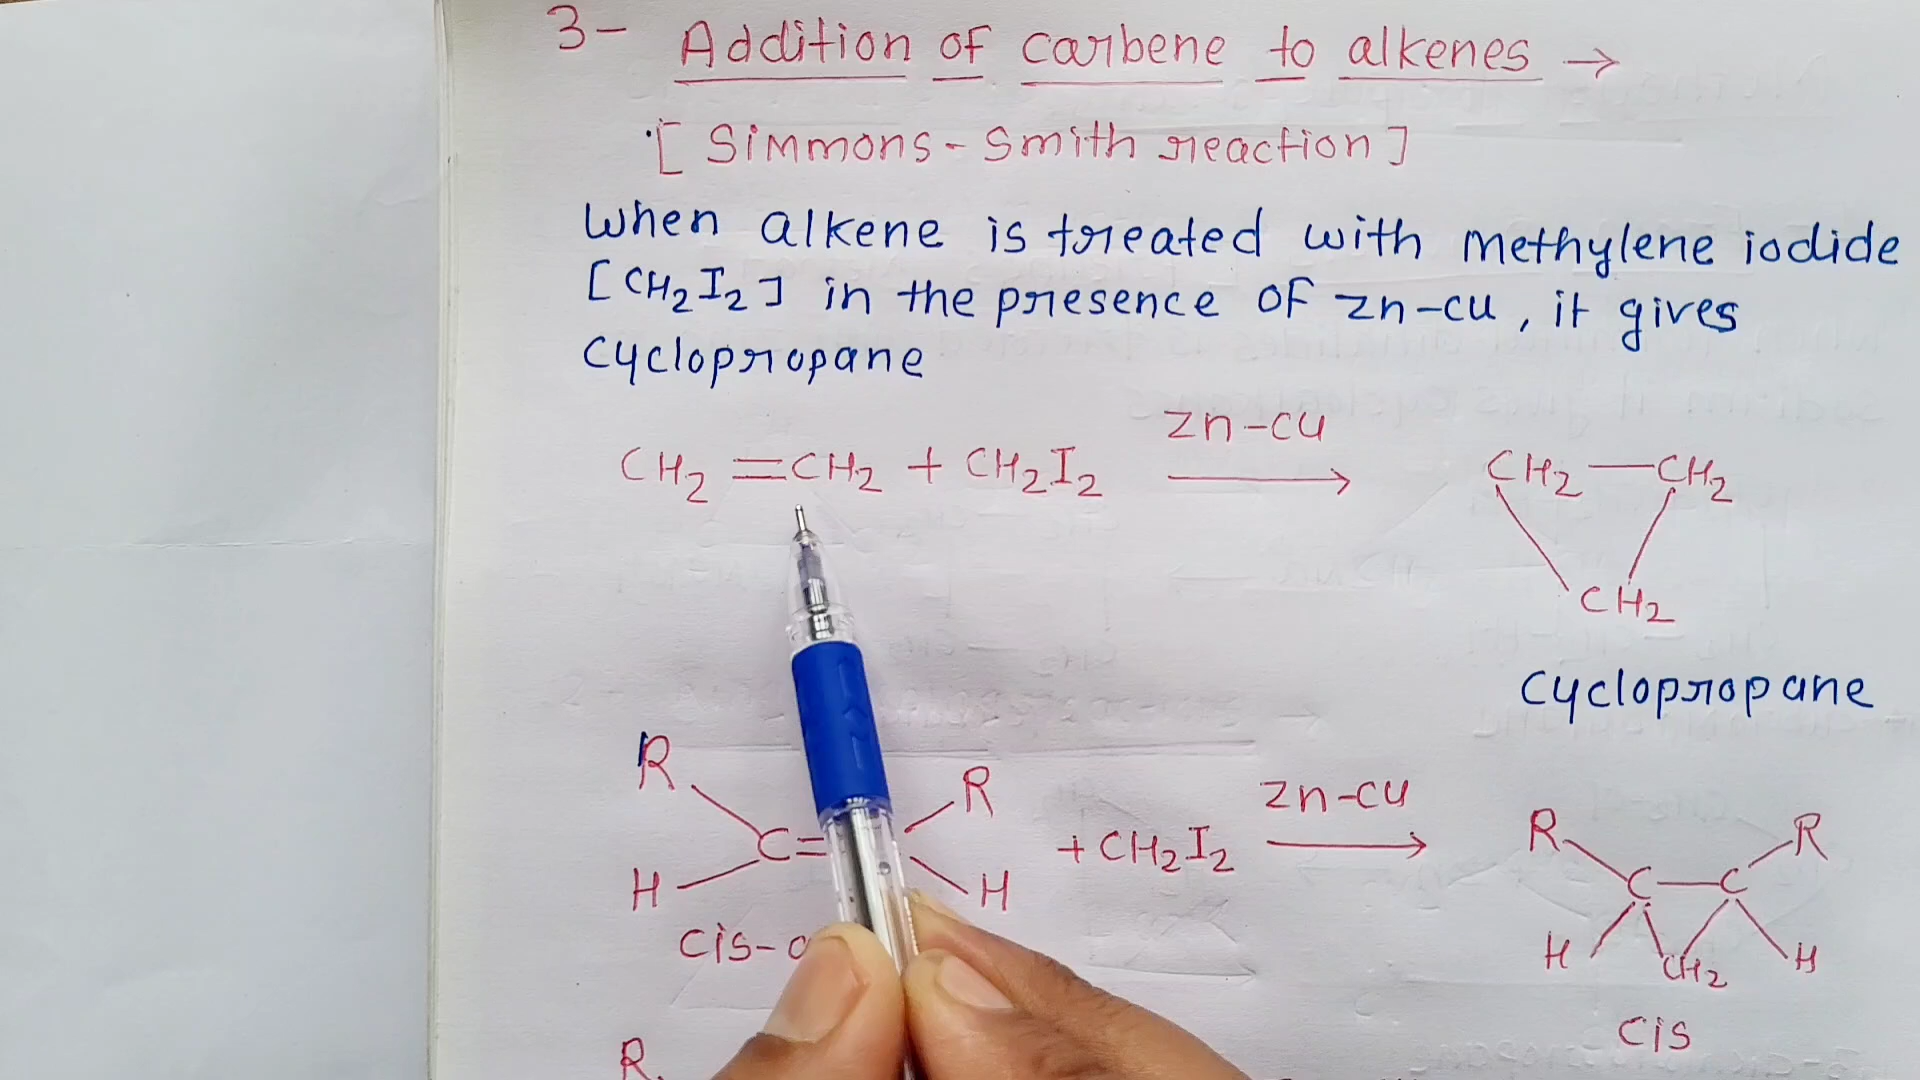 3- Addition of carbene to alkenes →
[ Simmons-Smith reaction ]
When alkene is treated with methylene iodide
[CH2I2] in the presence of Zn-Cu, it gives
cyclopropane
Zn-Cu
CH2=CH2 + CH2I2 → CH2—CH2
CH2
cyclopropane
R R Zn-Cu R R
C= + CH2I2 → C—C
H H H CH2 H
cis- cis
R